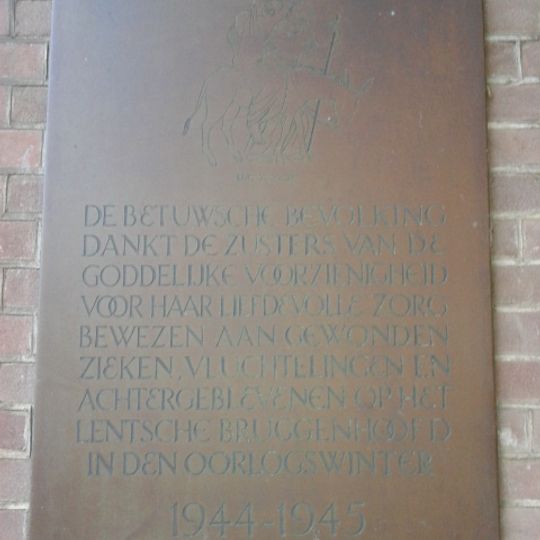 DE BETUWSCHE BEVOLKING
DANKT DE ZUSTERS VAN DE
GODDELIJKE VOORZIENIGHEID
VOOR HAAR LIEFDEVOLLE ZORG
BEWEZEN AAN GEWONDEN
ZIEKEN, VLUCHTELINGEN EN
ACHTERGEBLEVENEN OP HET
LENTSCHE BRUGGENHOOFD
IN DEN OORLOGSWINTER
1944-1945